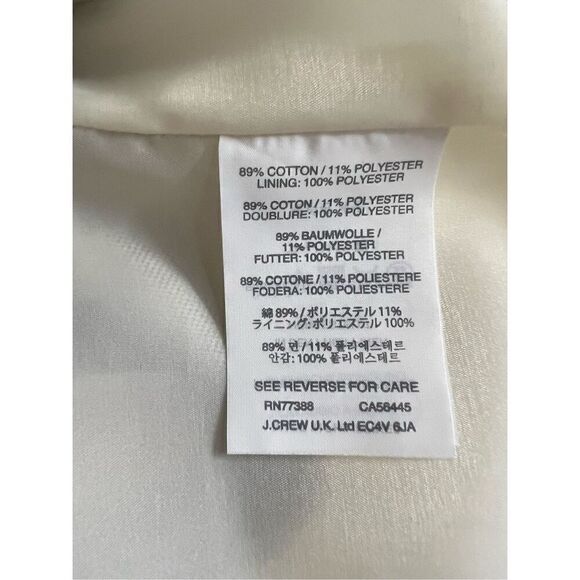 89% COTTON / 11% POLYESTER
LINING: 100% POLYESTER
89% COTON / 11% POLYESTER
DOUBLURE: 100% POLYESTER
89% BAUMWOLLE /
11% POLYESTER
FUTTER: 100% POLYESTER
89% COTONE / 11% POLIESTERE
FODERA: 100% POLIESTERE
綿 89% / ポリエステル 11%
ライニング: ポリエステル 100%
89% 면 / 11% 폴리에스테르
안감: 100% 폴리에스테르
SEE REVERSE FOR CARE
RN77388 CA56445
J.CREW U.K. Ltd EC4V 6JA